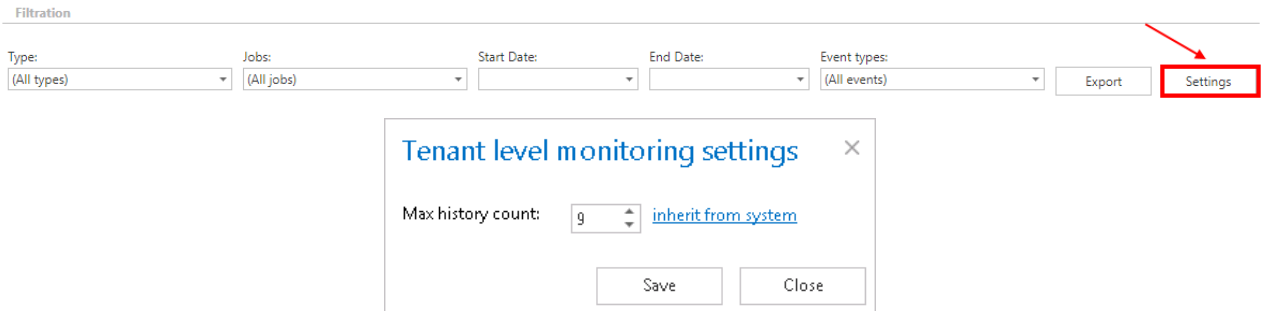 Filtration
Type: Jobs: Start Date: End Date: Event types:
(All types) (All jobs) (All events) Export Settings
Tenant level monitoring settings
Max history count: 9 inherit from system
Save Close